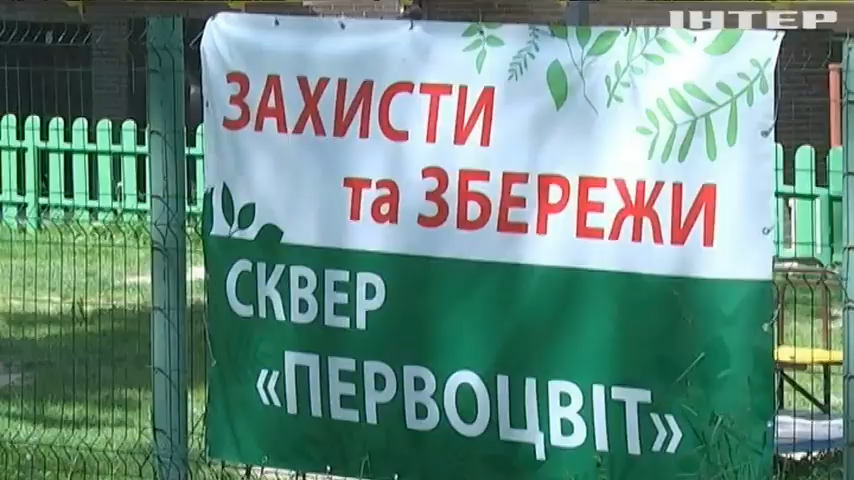 ІНТЕР
ЗАХИСТИ
та ЗБЕРЕЖИ
СКВЕР
«ПЕРВОЦВІТ»